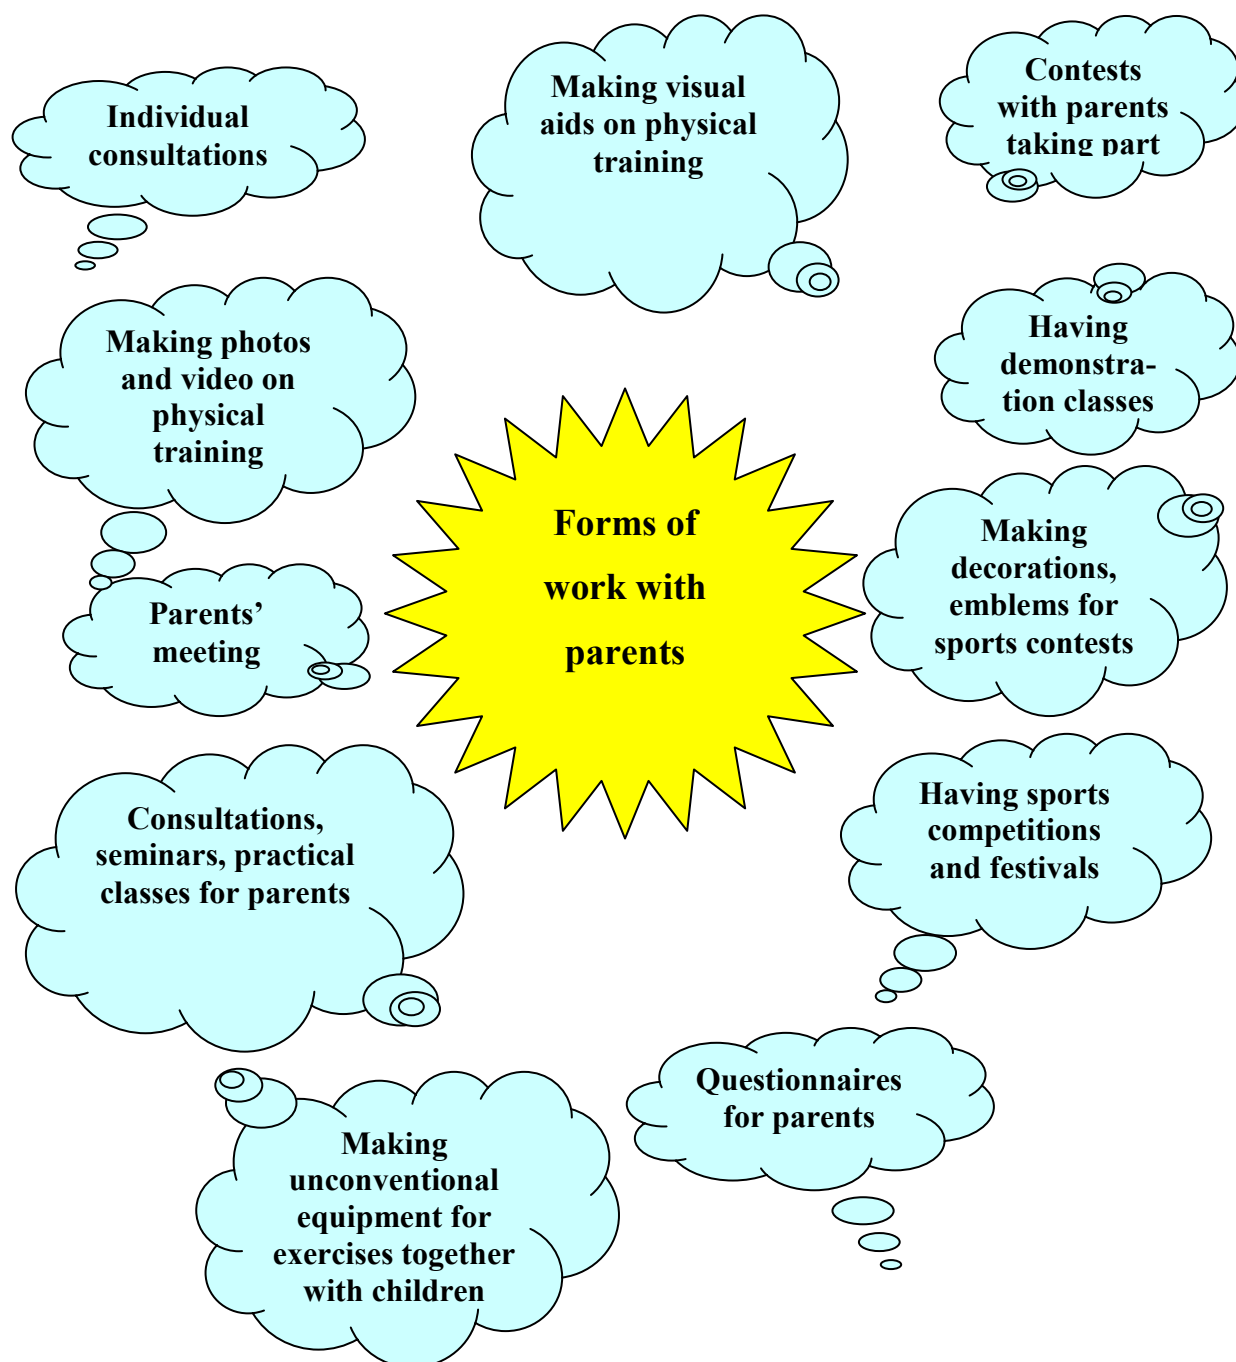 Individual
consultations
Making visual
aids on physical
training
Contests
with parents
taking part
Making photos
and video on
physical
training
Having
demonstra-
tion classes
Forms of
work with
parents
Making
decorations,
emblems for
sports contests
Parents’
meeting
Consultations,
seminars, practical
classes for parents
Having sports
competitions
and festivals
Questionnaires
for parents
Making
unconventional
equipment for
exercises together
with children